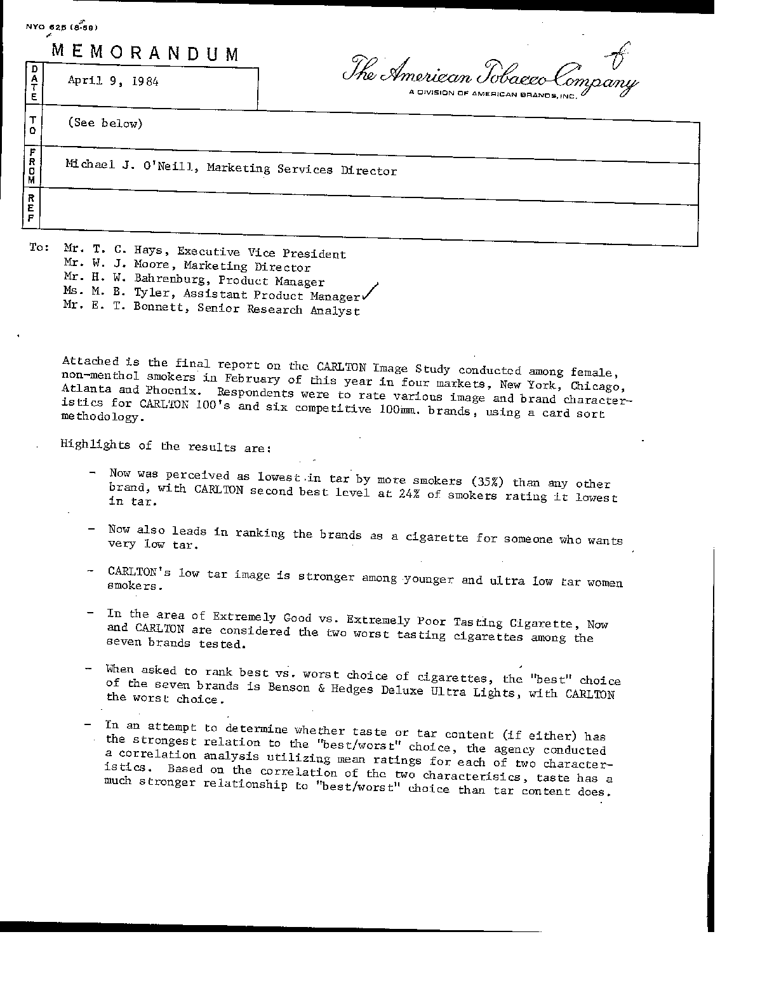 NYO 625 (8-59)
MEMORANDUM
The American Tobacco Company
A DIVISION OF AMERICAN BRANDS, INC.
DATE
April 9, 1984
TO
(See below)
FROM
Michael J. O'Neill, Marketing Services Director
REF
To: Mr. T. C. Hays, Executive Vice President
Mr. W. J. Moore, Marketing Director
Mr. H. W. Bahrenburg, Product Manager
Ms. M. B. Tyler, Assistant Product Manager✓
Mr. E. T. Bonnett, Senior Research Analyst
Attached is the final report on the CARLTON Image Study conducted among female,
non-menthol smokers in February of this year in four markets, New York, Chicago,
Atlanta and Phoenix. Respondents were to rate various image and brand character-
istics for CARLTON 100's and six competitive 100mm. brands, using a card sort
methodology.
Highlights of the results are:
- Now was perceived as lowest in tar by more smokers (35%) than any other
brand, with CARLTON second best level at 24% of smokers rating it lowest
in tar.
- Now also leads in ranking the brands as a cigarette for someone who wants
very low tar.
- CARLTON's low tar image is stronger among younger and ultra low tar women
smokers.
- In the area of Extremely Good vs. Extremely Poor Tasting Cigarette, Now
and CARLTON are considered the two worst tasting cigarettes among the
seven brands tested.
- When asked to rank best vs. worst choice of cigarettes, the "best" choice
of the seven brands is Benson & Hedges Deluxe Ultra Lights, with CARLTON
the worst choice.
- In an attempt to determine whether taste or tar content (if either) has
the strongest relation to the "best/worst" choice, the agency conducted
a correlation analysis utilizing mean ratings for each of two character-
istics. Based on the correlation of the two characterisics, taste has a
much stronger relationship to "best/worst" choice than tar content does.